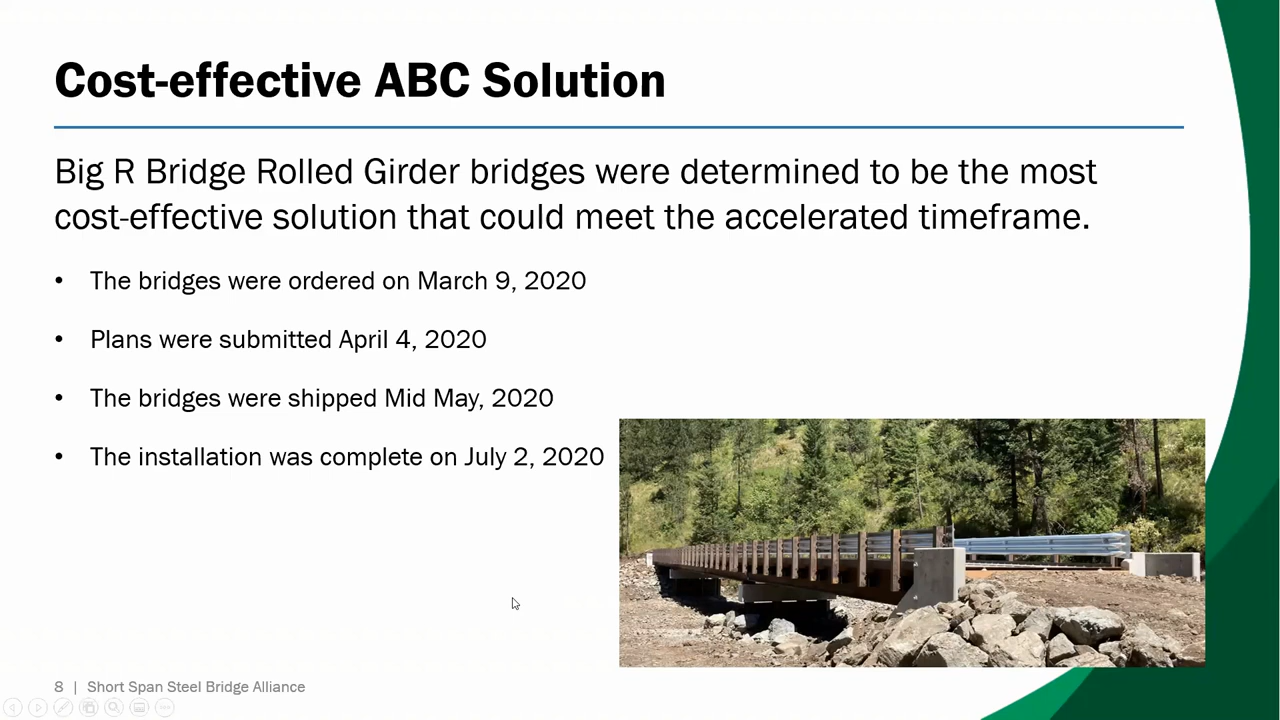 Cost-effective ABC Solution
Big R Bridge Rolled Girder bridges were determined to be the most
cost-effective solution that could meet the accelerated timeframe.
• The bridges were ordered on March 9, 2020
• Plans were submitted April 4, 2020
• The bridges were shipped Mid May, 2020
• The installation was complete on July 2, 2020
8 | Short Span Steel Bridge Alliance